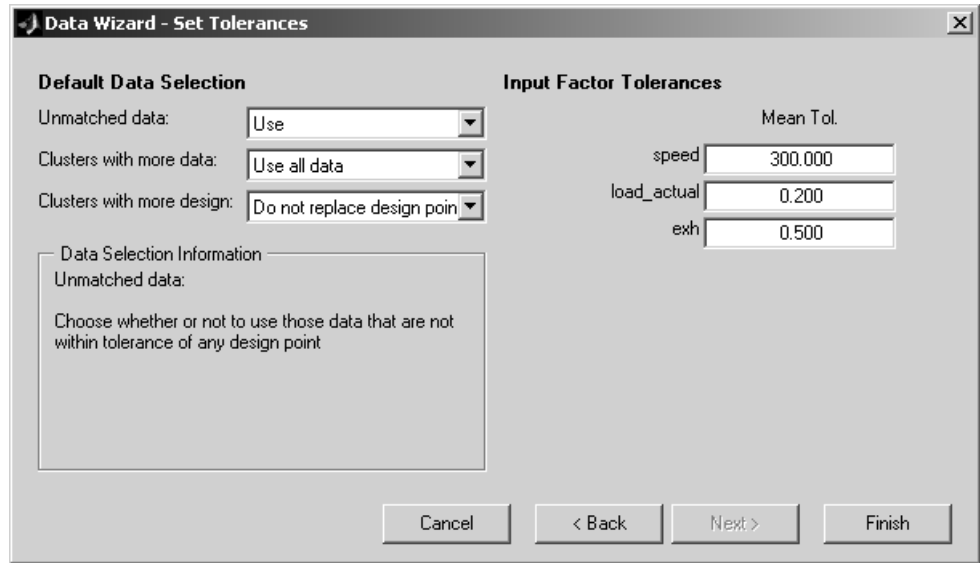 Data Wizard - Set Tolerances
Default Data Selection
Unmatched data:
Use
Clusters with more data:
Use all data
Clusters with more design:
Do not replace design poin
Data Selection Information
Unmatched data:
Choose whether or not to use those data that are not
within tolerance of any design point
Input Factor Tolerances
Mean Tol.
speed
300.000
load_actual
0.200
exh
0.500
Cancel
< Back
Next >
Finish